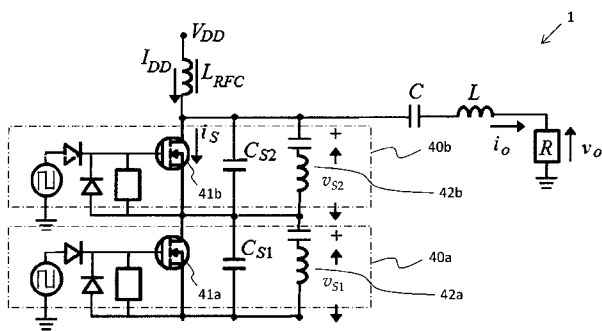 1
V_DD
I_DD
L_RFC
C
L
i_S
C_S2
+
v_S2
i_o
R
v_o
40b
41b
42b
C_S1
+
v_S1
40a
41a
42a